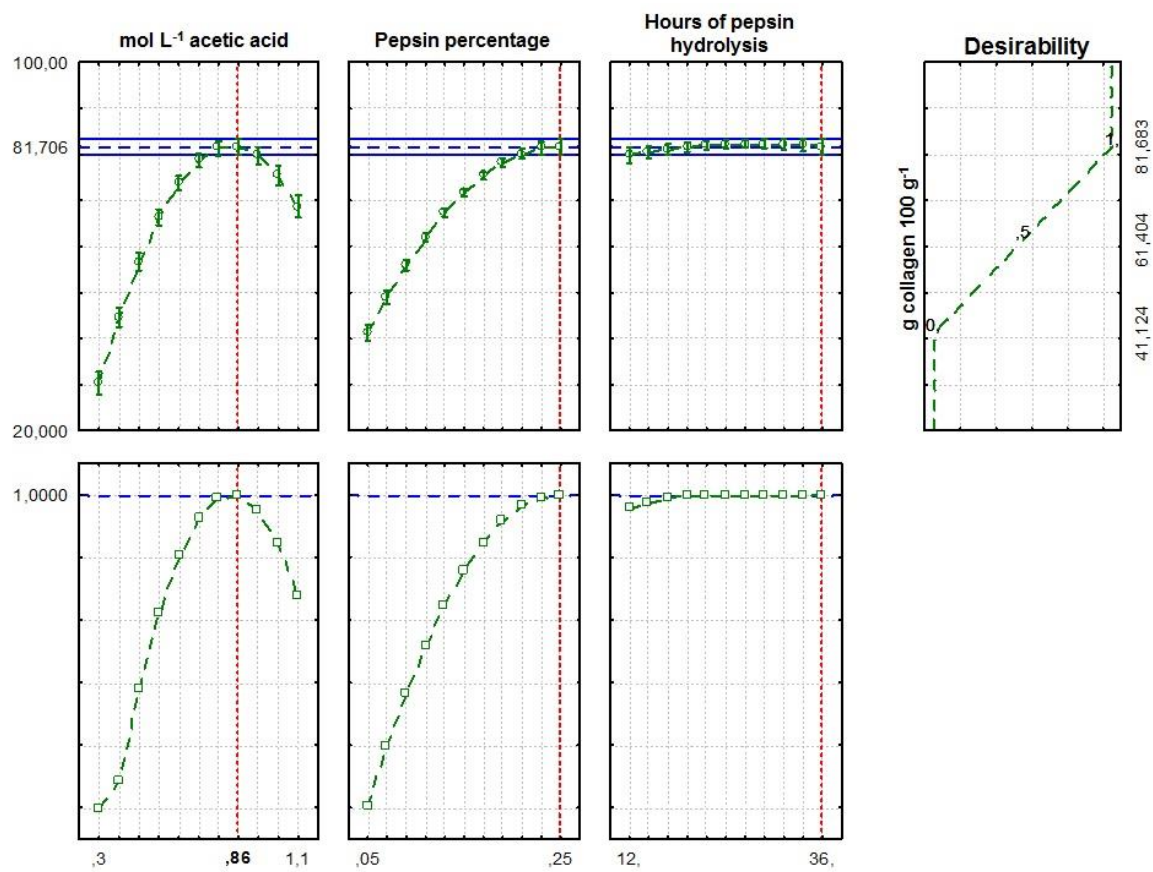 mol L⁻¹ acetic acid
Pepsin percentage
Hours of pepsin
hydrolysis
Desirability
100,00
81,706
20,000
g collagen 100 g⁻¹
1,
,5
0
81,683
61,404
41,124
1,0000
,3
,86
1,1
,05
,25
12,
36,